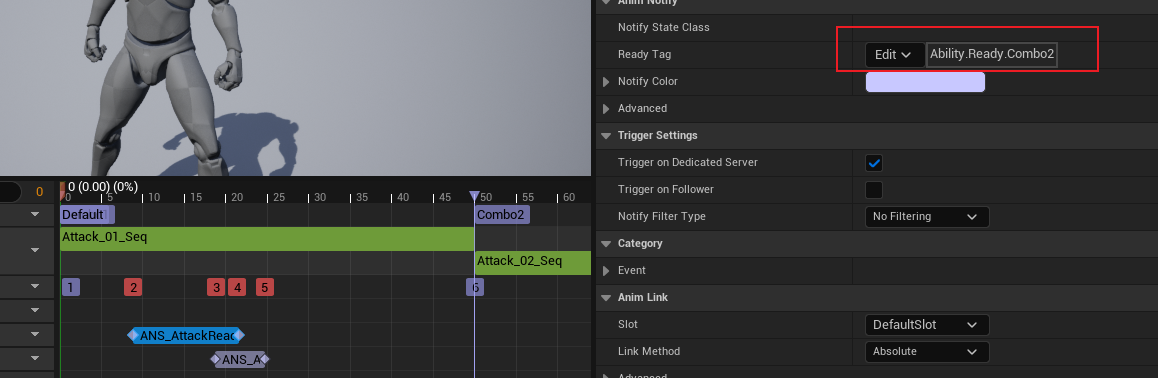 Anim Notify
Notify State Class
Ready Tag
Edit
Ability.Ready.Combo2
Notify Color
Advanced
Trigger Settings
Trigger on Dedicated Server
Trigger on Follower
Notify Filter Type
No Filtering
Category
Event
Anim Link
Slot
DefaultSlot
Link Method
Absolute
Advanced
0
0 (0.00) (0%)
0 5 10 15 20 25 30 35 40 45 50 55 60
Default
Combo2
Attack_01_Seq
Attack_02_Seq
1 2 3 4 5 6
ANS_AttackReac
ANS_A